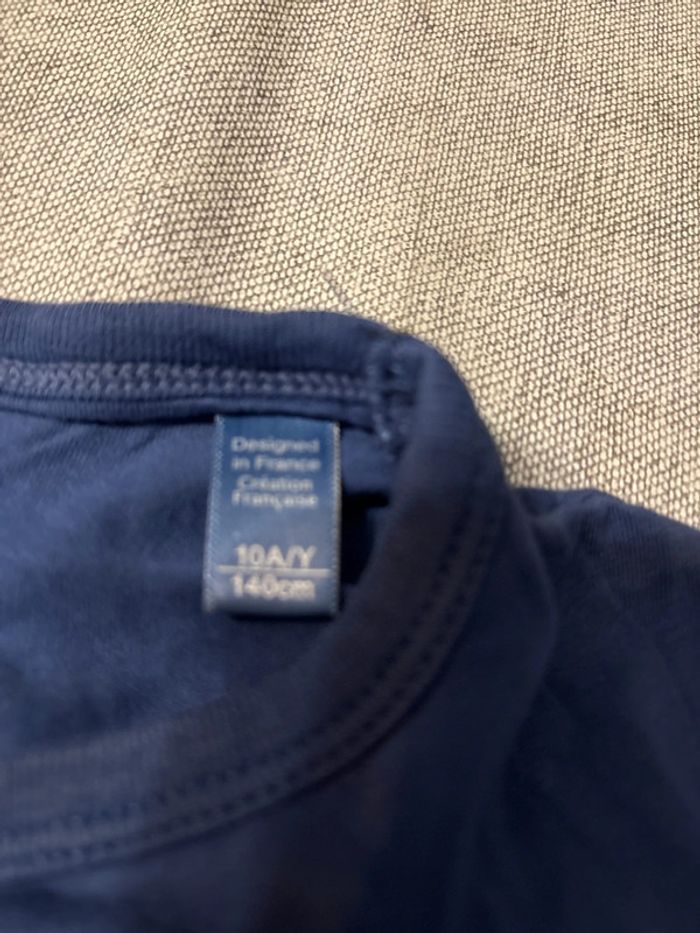 Designed
in France
Création
Française
10A/Y
140cm